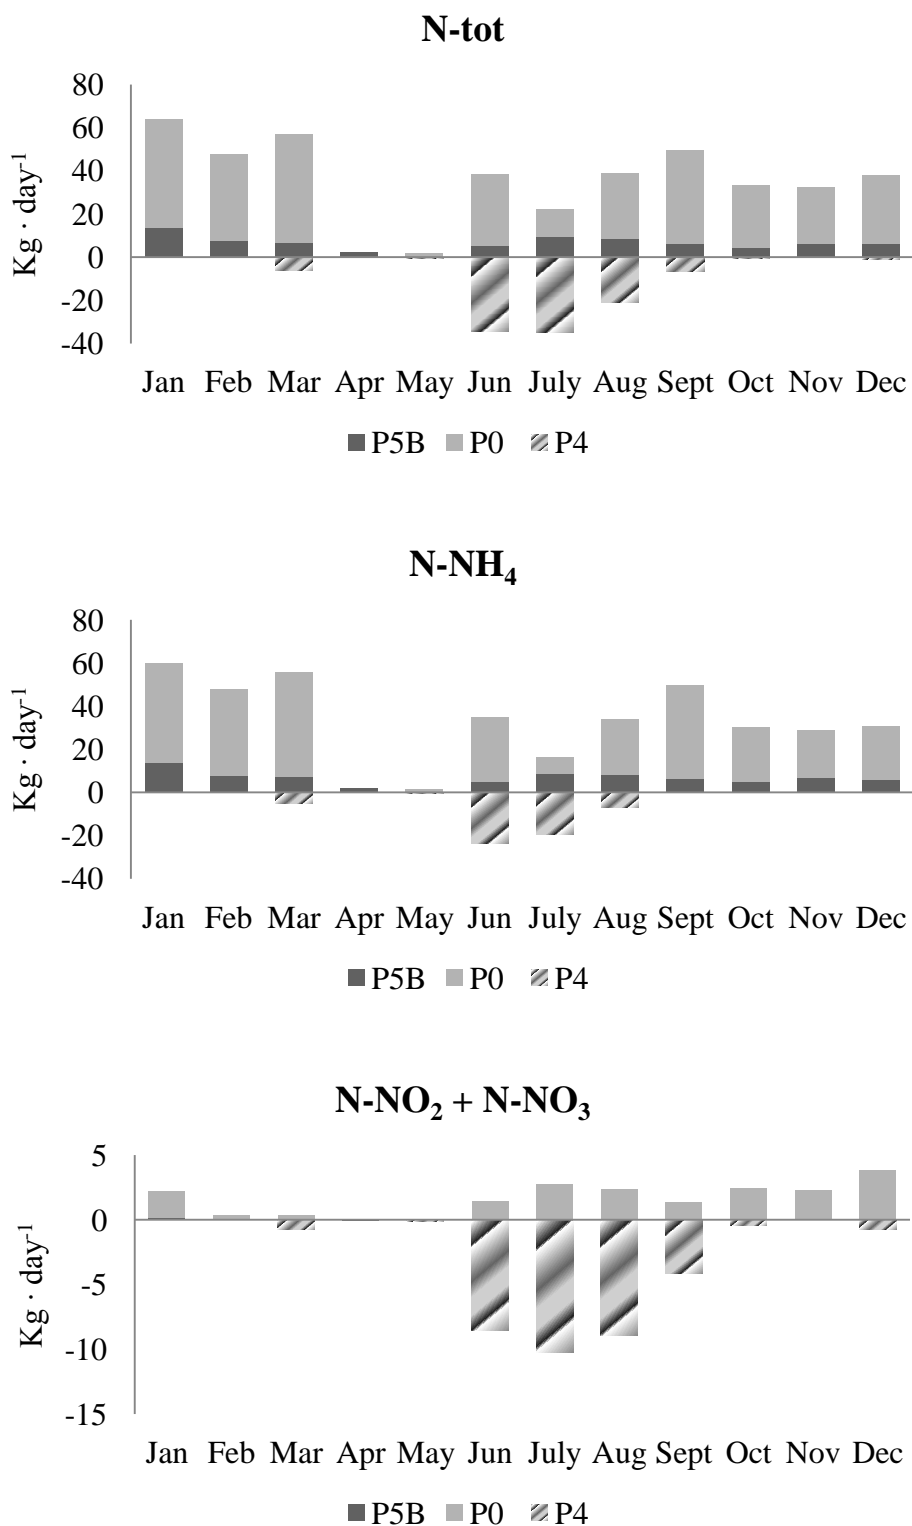 N-tot
80
60
40
20
0
-20
-40
Kg · day⁻¹
Jan Feb Mar Apr May Jun July Aug Sept Oct Nov Dec
P5B P0 P4
N-NH₄
80
60
40
20
0
-20
-40
Kg · day⁻¹
Jan Feb Mar Apr May Jun July Aug Sept Oct Nov Dec
P5B P0 P4
N-NO₂ + N-NO₃
5
0
-5
-10
-15
Kg · day⁻¹
Jan Feb Mar Apr May Jun July Aug Sept Oct Nov Dec
P5B P0 P4